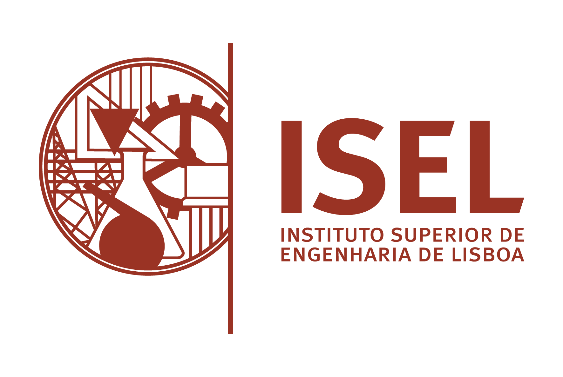 ISEL
INSTITUTO SUPERIOR DE
ENGENHARIA DE LISBOA